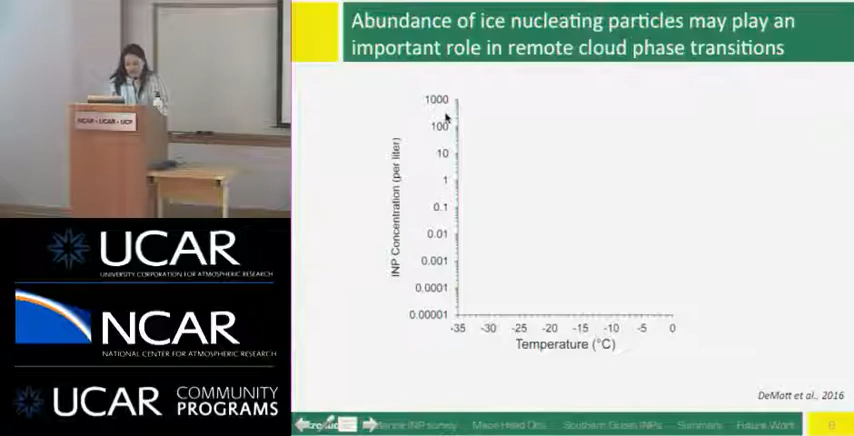 Abundance of ice nucleating particles may play an
important role in remote cloud phase transitions
NCAR - UCAR - UCP
UCAR
UNIVERSITY CORPORATION FOR ATMOSPHERIC RESEARCH
NCAR
NATIONAL CENTER FOR ATMOSPHERIC RESEARCH
UCAR COMMUNITY PROGRAMS
INP Concentration (per liter)
1000
100
10
1
0.1
0.01
0.001
0.0001
0.00001
-35 -30 -25 -20 -15 -10 -5 0
Temperature (°C)
DeMott et al., 2016
INP survey Mace Head Obs. Southern Ocean INPs Summary Future Work 6